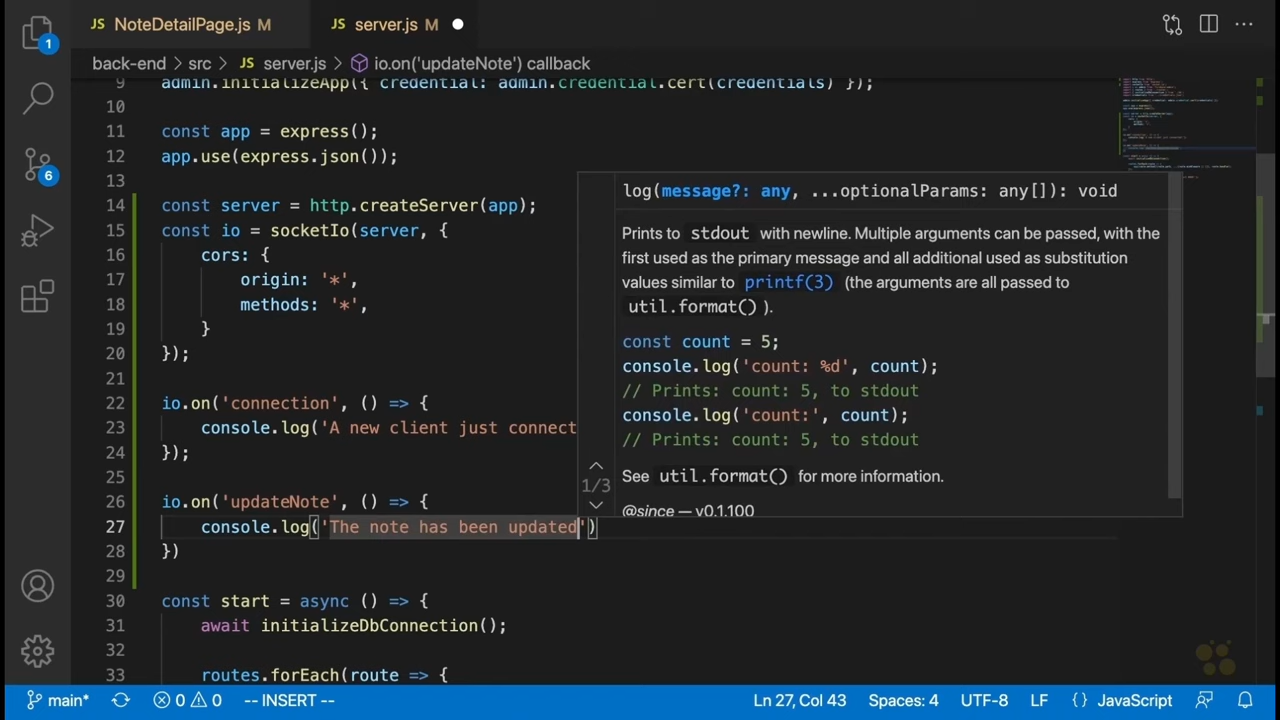 JS NoteDetailPage.js M
JS server.js M
back-end > src > JS server.js > io.on('updateNote') callback
1
6
9 admin.initializeApp({ credential: admin.credential.cert(credentials) });
10
11 const app = express();
12 app.use(express.json());
13
14 const server = http.createServer(app);
15 const io = socketIo(server, {
16 cors: {
17 origin: '*',
18 methods: '*',
19 }
20 });
21
22 io.on('connection', () => {
23 console.log('A new client just connect
24 });
25
26 io.on('updateNote', () => {
27 console.log('The note has been updated')
28 })
29
30 const start = async () => {
31 await initializeDbConnection();
32
33 routes.forEach(route => {
log(message?: any, ...optionalParams: any[]): void
Prints to stdout with newline. Multiple arguments can be passed, with the
first used as the primary message and all additional used as substitution
values similar to printf(3) (the arguments are all passed to
util.format() ).
const count = 5;
console.log('count: %d', count);
// Prints: count: 5, to stdout
console.log('count:', count);
// Prints: count: 5, to stdout
1/3
See util.format() for more information.
@since — v0.1.100
main* 0 0 -- INSERT -- Ln 27, Col 43 Spaces: 4 UTF-8 LF {} JavaScript